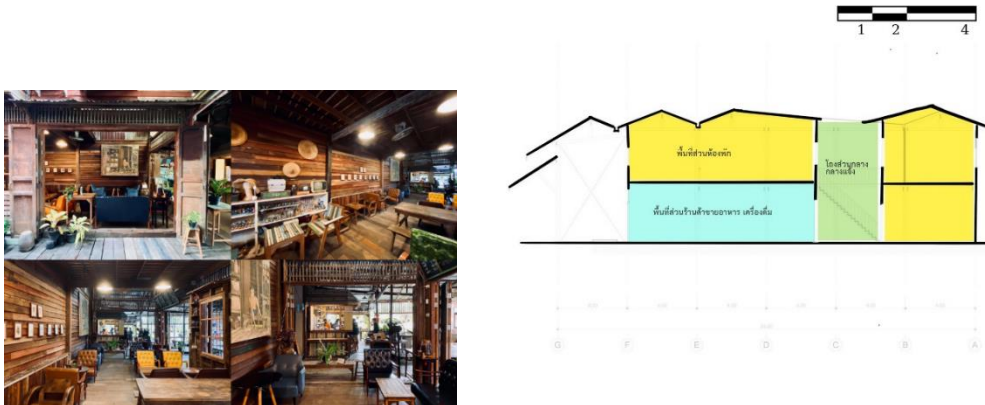 1 2 4
พื้นที่ส่วนห้องพัก
โถงส่วนกลาง
กลางแจ้ง
พื้นที่ส่วนร้านค้าขายอาหาร เครื่องดื่ม
G F E D C B A